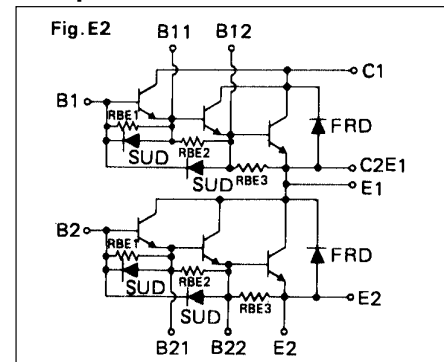 Fig.E2
B11 B12
C1
B1
RBE1
FRD
SUD RBE2
SUD RBE3
C2E1
E1
B2
RBE1
FRD
SUD RBE2
SUD RBE3
E2
B21 B22 E2